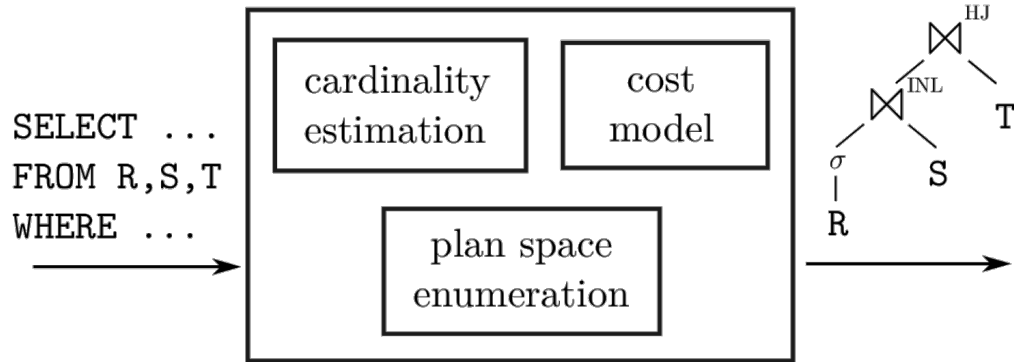 SELECT ...
FROM R,S,T
WHERE ...
cardinality
estimation
cost
model
plan space
enumeration
HJ
INL
T
σ
S
R